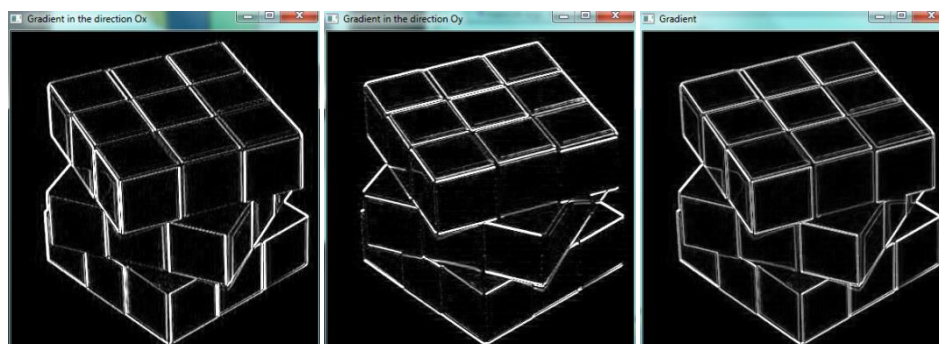 Gradient in the direction Ox
Gradient in the direction Oy
Gradient